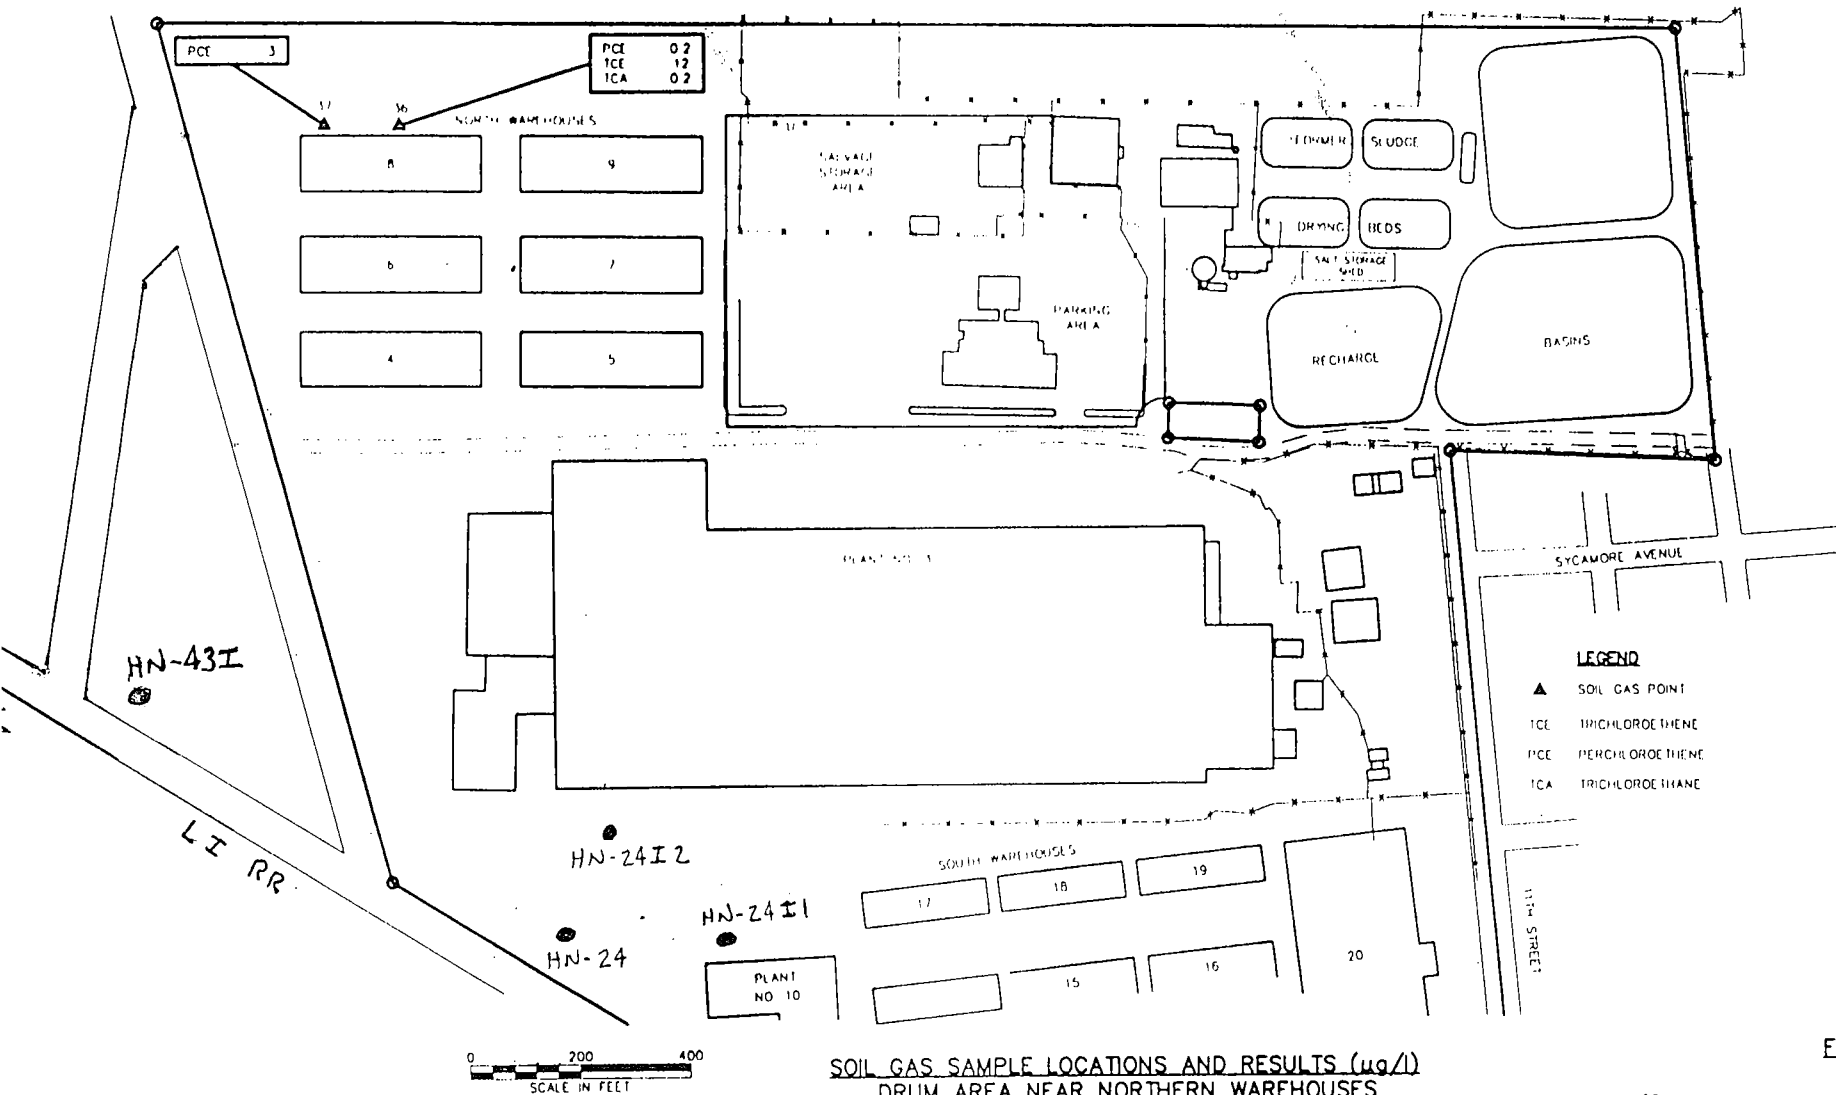 PCE 3
PCE 0.2
TCE 12
TCA 0.2
37
36
NORTH WAREHOUSES
8
9
6
7
4
5
SALVAGE
STORAGE
AREA
PARKING
AREA
FORMER SLUDGE
DRYING BEDS
SALT STORAGE
SHED
RECHARGE
BASINS
PLANT NO. 3
SYCAMORE AVENUE
11TH STREET
HN-43I
LI RR
HN-24I2
HN-24
HN-24I1
PLANT
NO 10
SOUTH WAREHOUSES
17
18
19
15
16
20
LEGEND
SOIL GAS POINT
TCE TRICHLOROETHENE
PCE PERCHLOROETHENE
TCA TRICHLOROETHANE
0 200 400
SCALE IN FEET
SOIL GAS SAMPLE LOCATIONS AND RESULTS (ug/l)
DRUM AREA NEAR NORTHERN WAREHOUSES